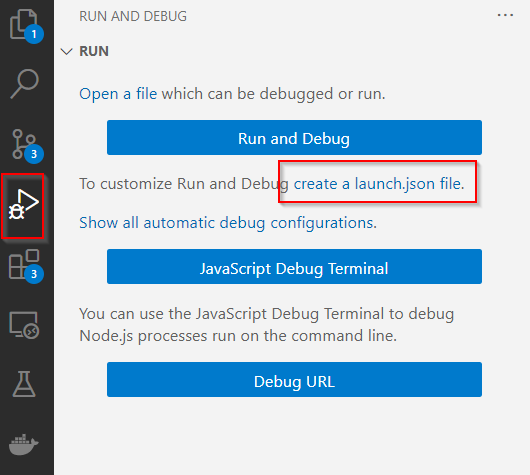 RUN AND DEBUG
RUN
Open a file which can be debugged or run.
Run and Debug
To customize Run and Debug create a launch.json file.
Show all automatic debug configurations.
JavaScript Debug Terminal
You can use the JavaScript Debug Terminal to debug
Node.js processes run on the command line.
Debug URL
1
3
3